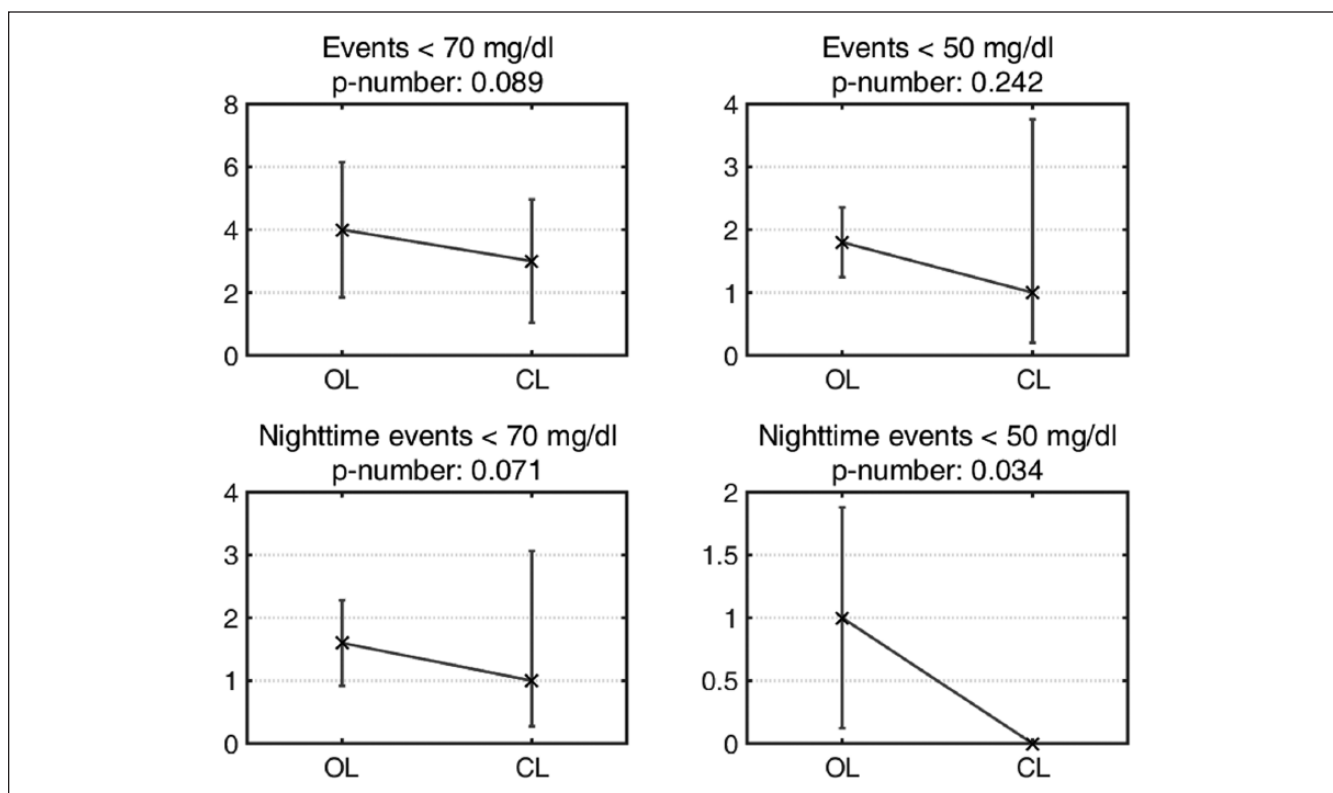 Events < 70 mg/dl
p-number: 0.089
8
6
4
2
0
OL CL
Events < 50 mg/dl
p-number: 0.242
4
3
2
1
0
OL CL
Nighttime events < 70 mg/dl
p-number: 0.071
4
3
2
1
0
OL CL
Nighttime events < 50 mg/dl
p-number: 0.034
2
1.5
1
0.5
0
OL CL